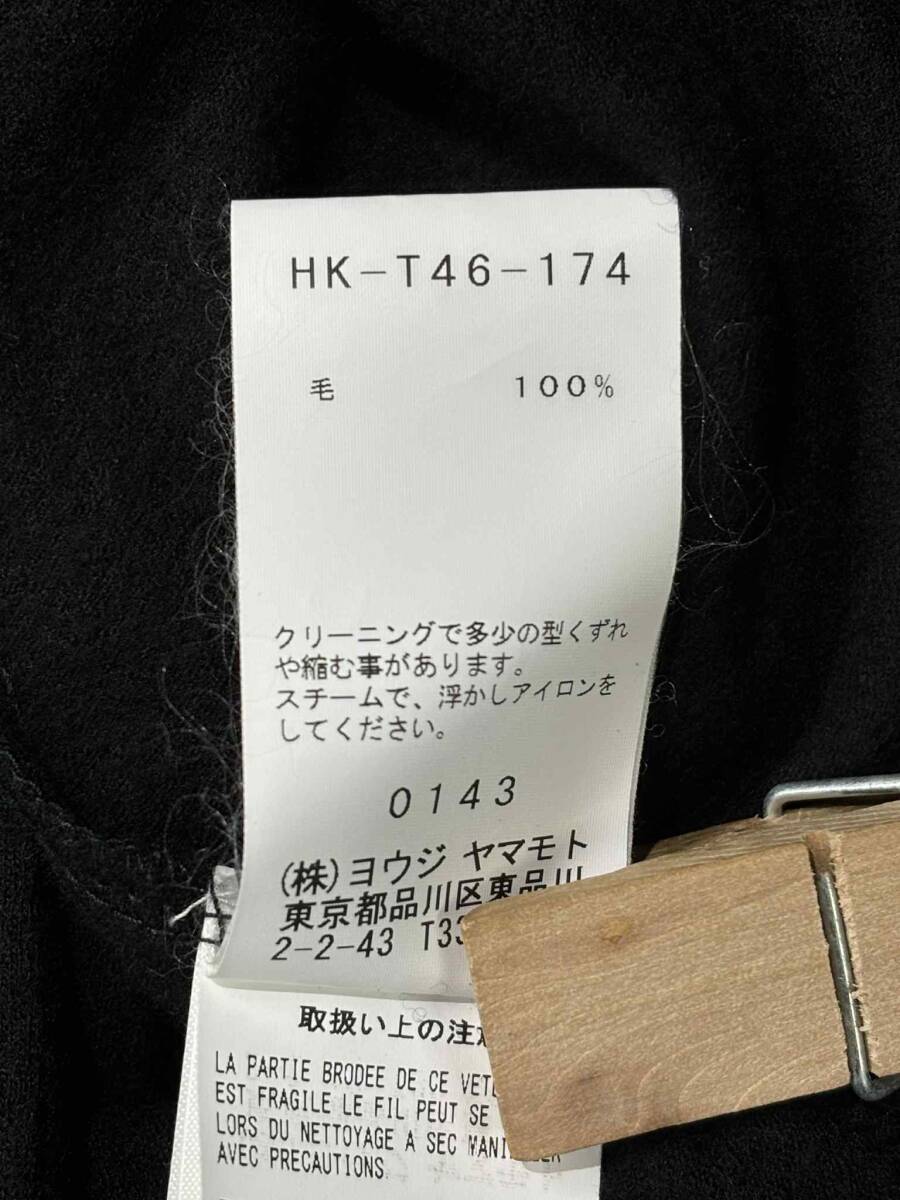 HK-T46-174
毛 100%
クリーニングで多少の型くずれ
や縮む事があります。
スチームで、浮かしアイロンを
してください。
0143
(株)ヨウジ ヤマモト
東京都品川区東品川
2-2-43 T33
取扱い上の注意
LA PARTIE BRODEE DE CE
EST FRAGILE LE FIL PEUT SE
LORS DU NETTOYAGE A SEC
AVEC PRECAUTIONS.